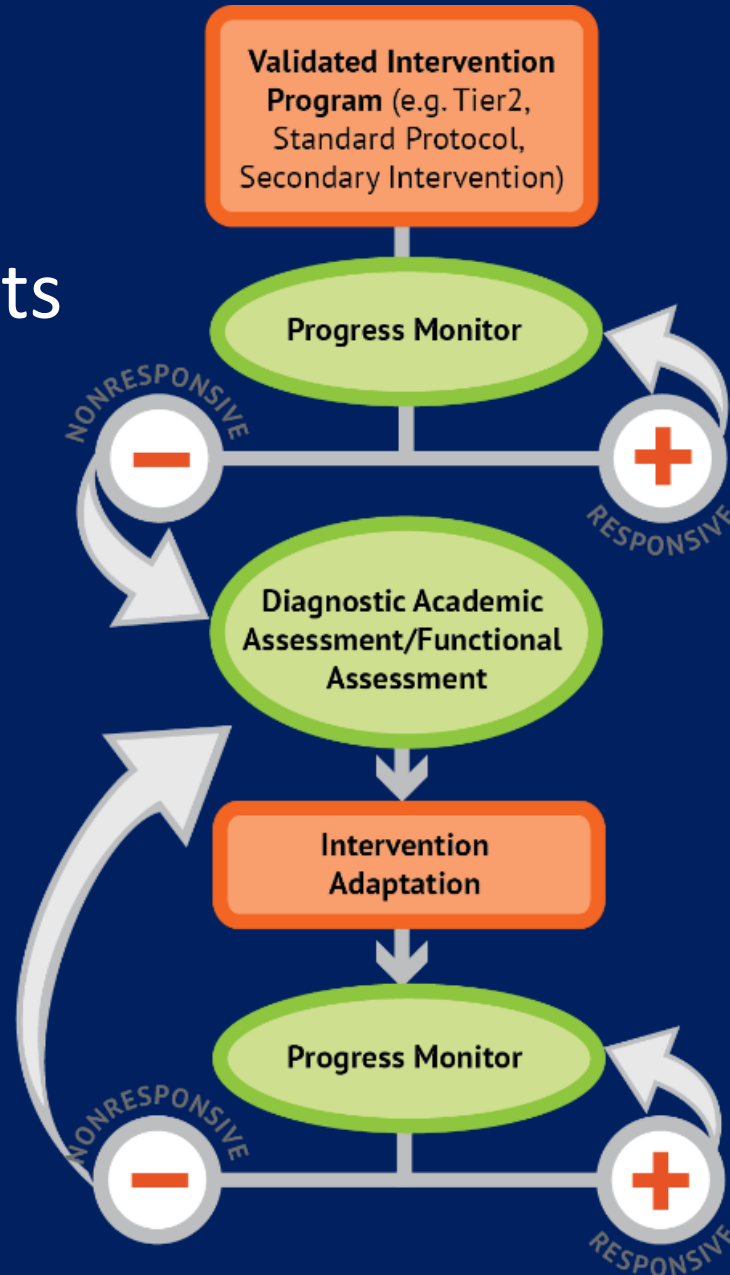 Validated Intervention
Program (e.g. Tier2,
Standard Protocol,
Secondary Intervention)
ts
Progress Monitor
NONRESPONSIVE
−
+
RESPONSIVE
Diagnostic Academic
Assessment/Functional
Assessment
Intervention
Adaptation
Progress Monitor
NONRESPONSIVE
−
+
RESPONSIVE